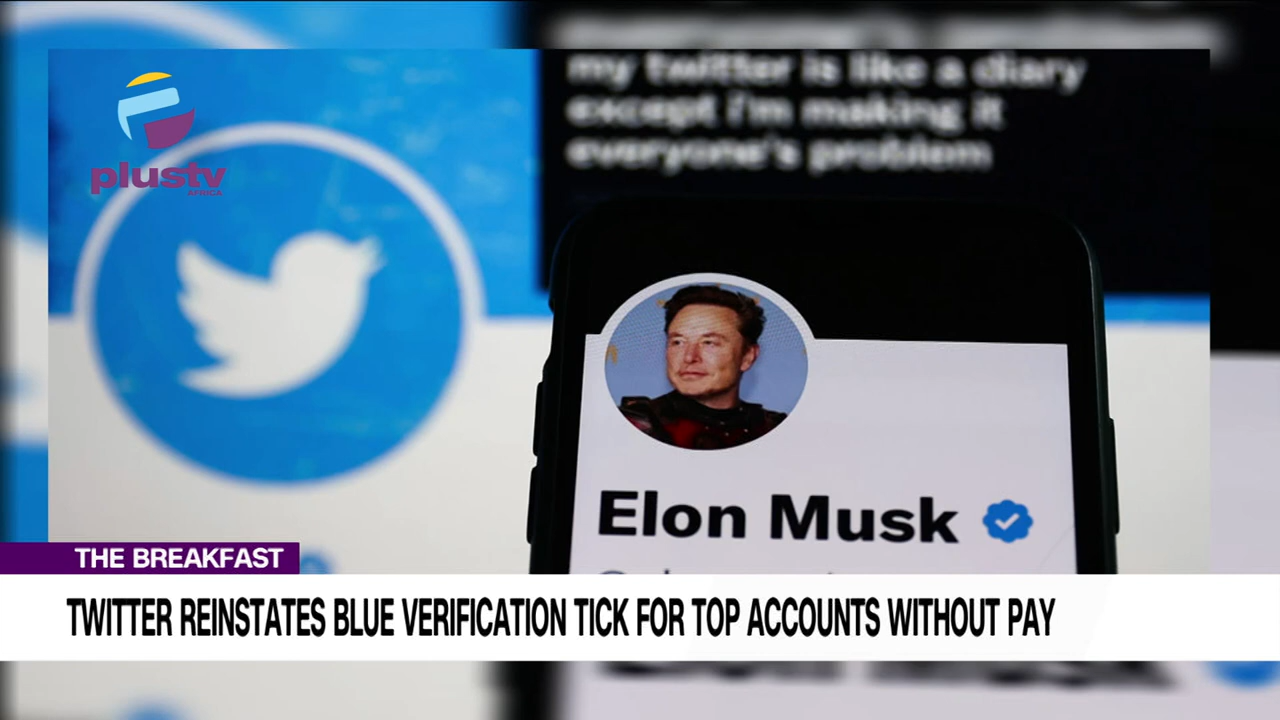 my twitter is like a diary
except i'm making it
everyone's problem
plustv
AFRICA
Elon Musk
THE BREAKFAST
TWITTER REINSTATES BLUE VERIFICATION TICK FOR TOP ACCOUNTS WITHOUT PAY